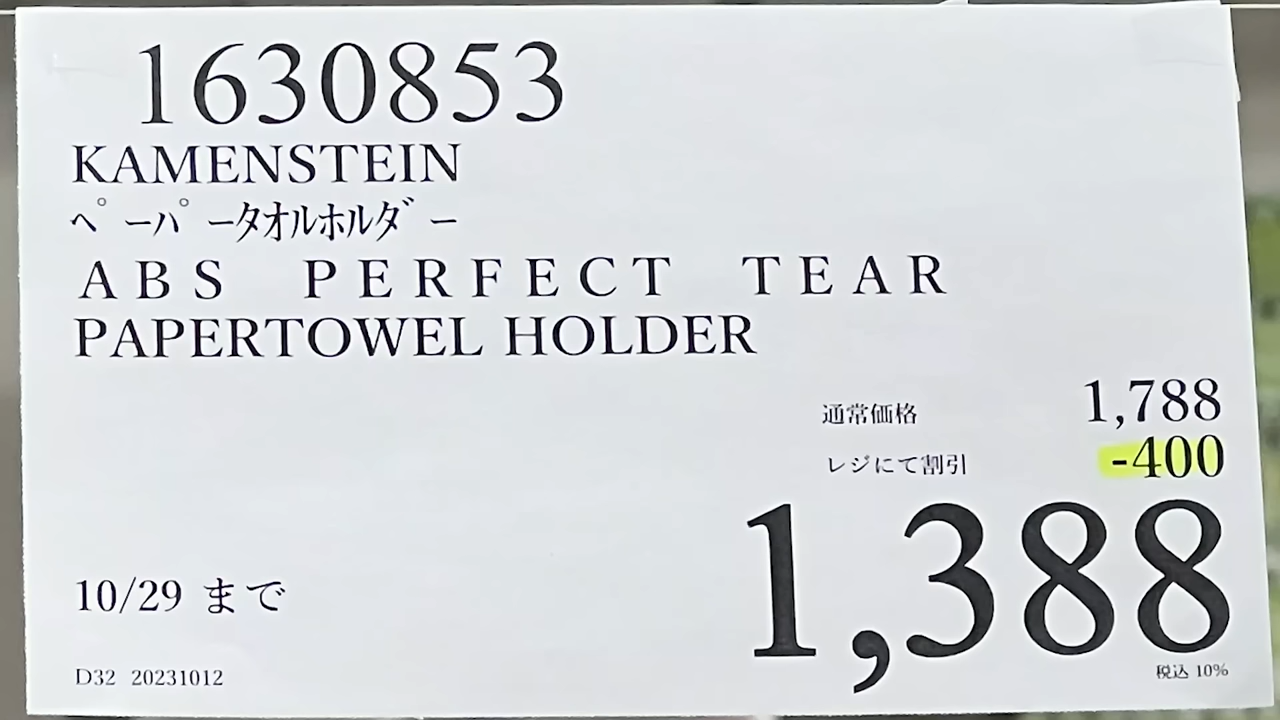 1630853
KAMENSTEIN
ペーパータオルホルダー
ABS PERFECT TEAR
PAPERTOWEL HOLDER
通常価格 1,788
レジにて割引 -400
1,388
10/29 まで
税込 10%
D32 20231012